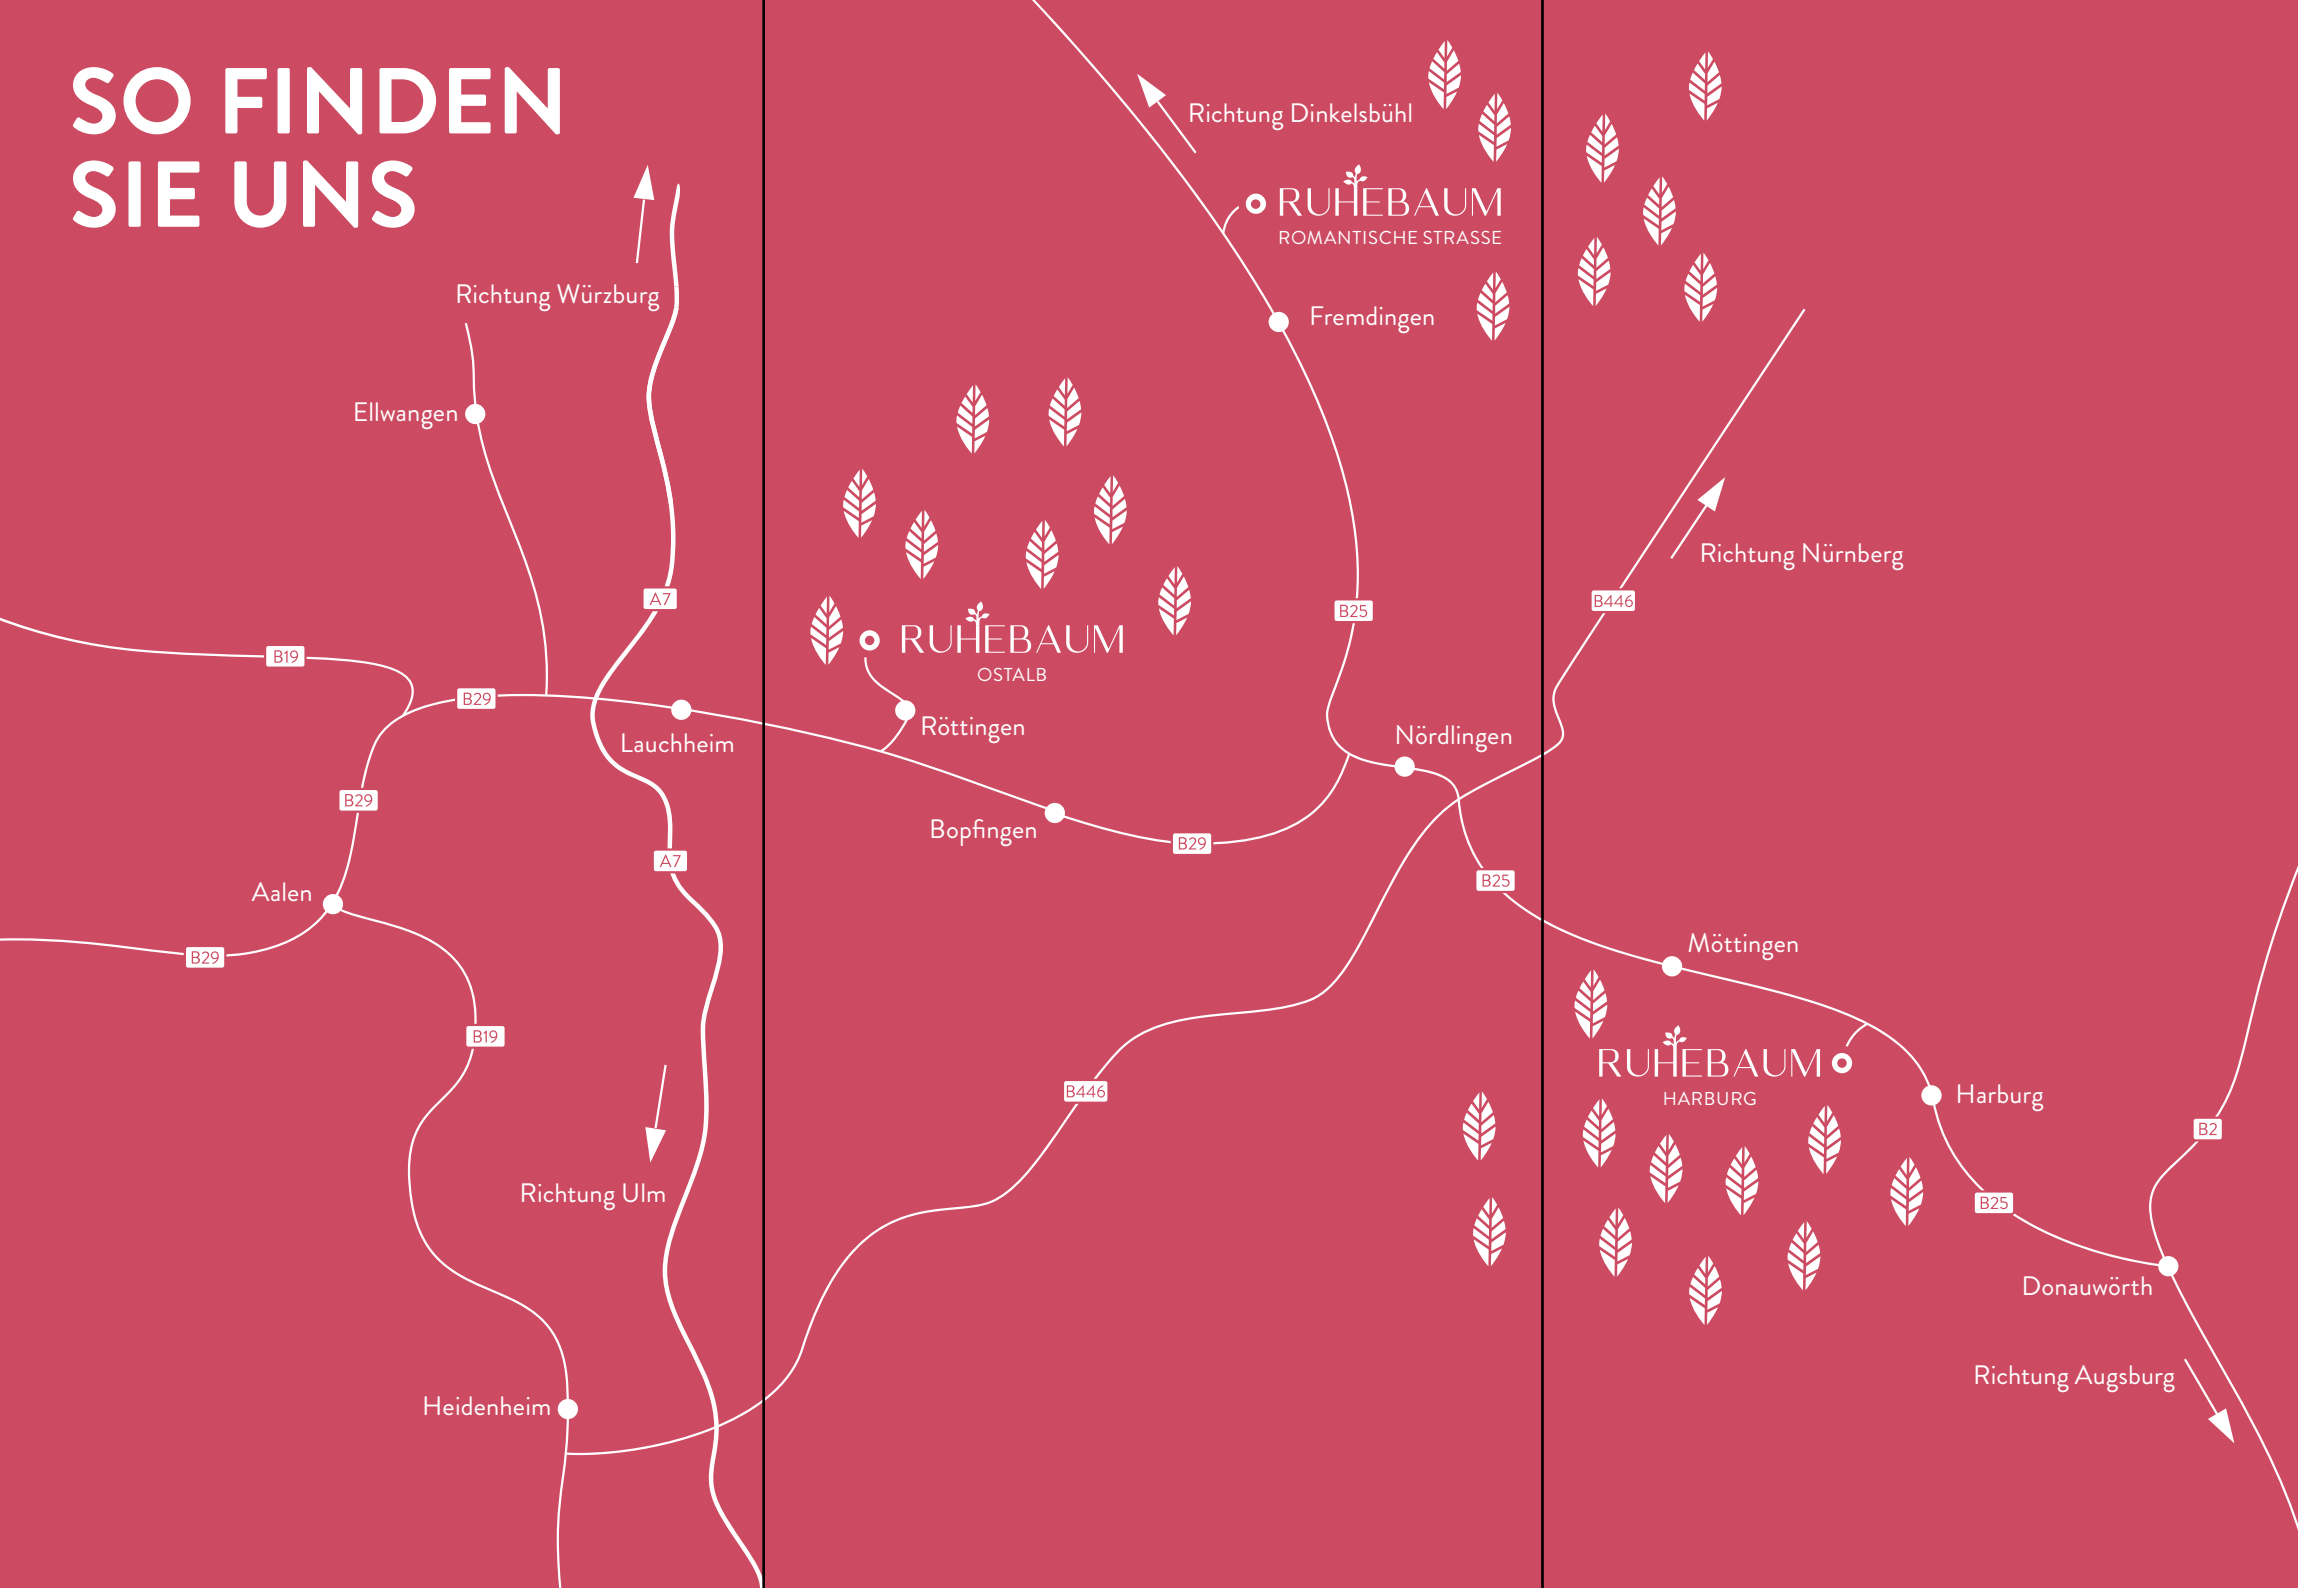 SO FINDEN
SIE UNS
Richtung Würzburg
Ellwangen
A7
B19
B29
Lauchheim
B29
A7
Aalen
B29
B19
Richtung Ulm
Heidenheim
Richtung Dinkelsbühl
RUHEBAUM
ROMANTISCHE STRASSE
Fremdingen
B25
RUHEBAUM
OSTALB
Röttingen
Nördlingen
Bopfingen
B29
B25
B446
Richtung Nürnberg
B446
Möttingen
RUHEBAUM
HARBURG
Harburg
B2
B25
Donauwörth
Richtung Augsburg